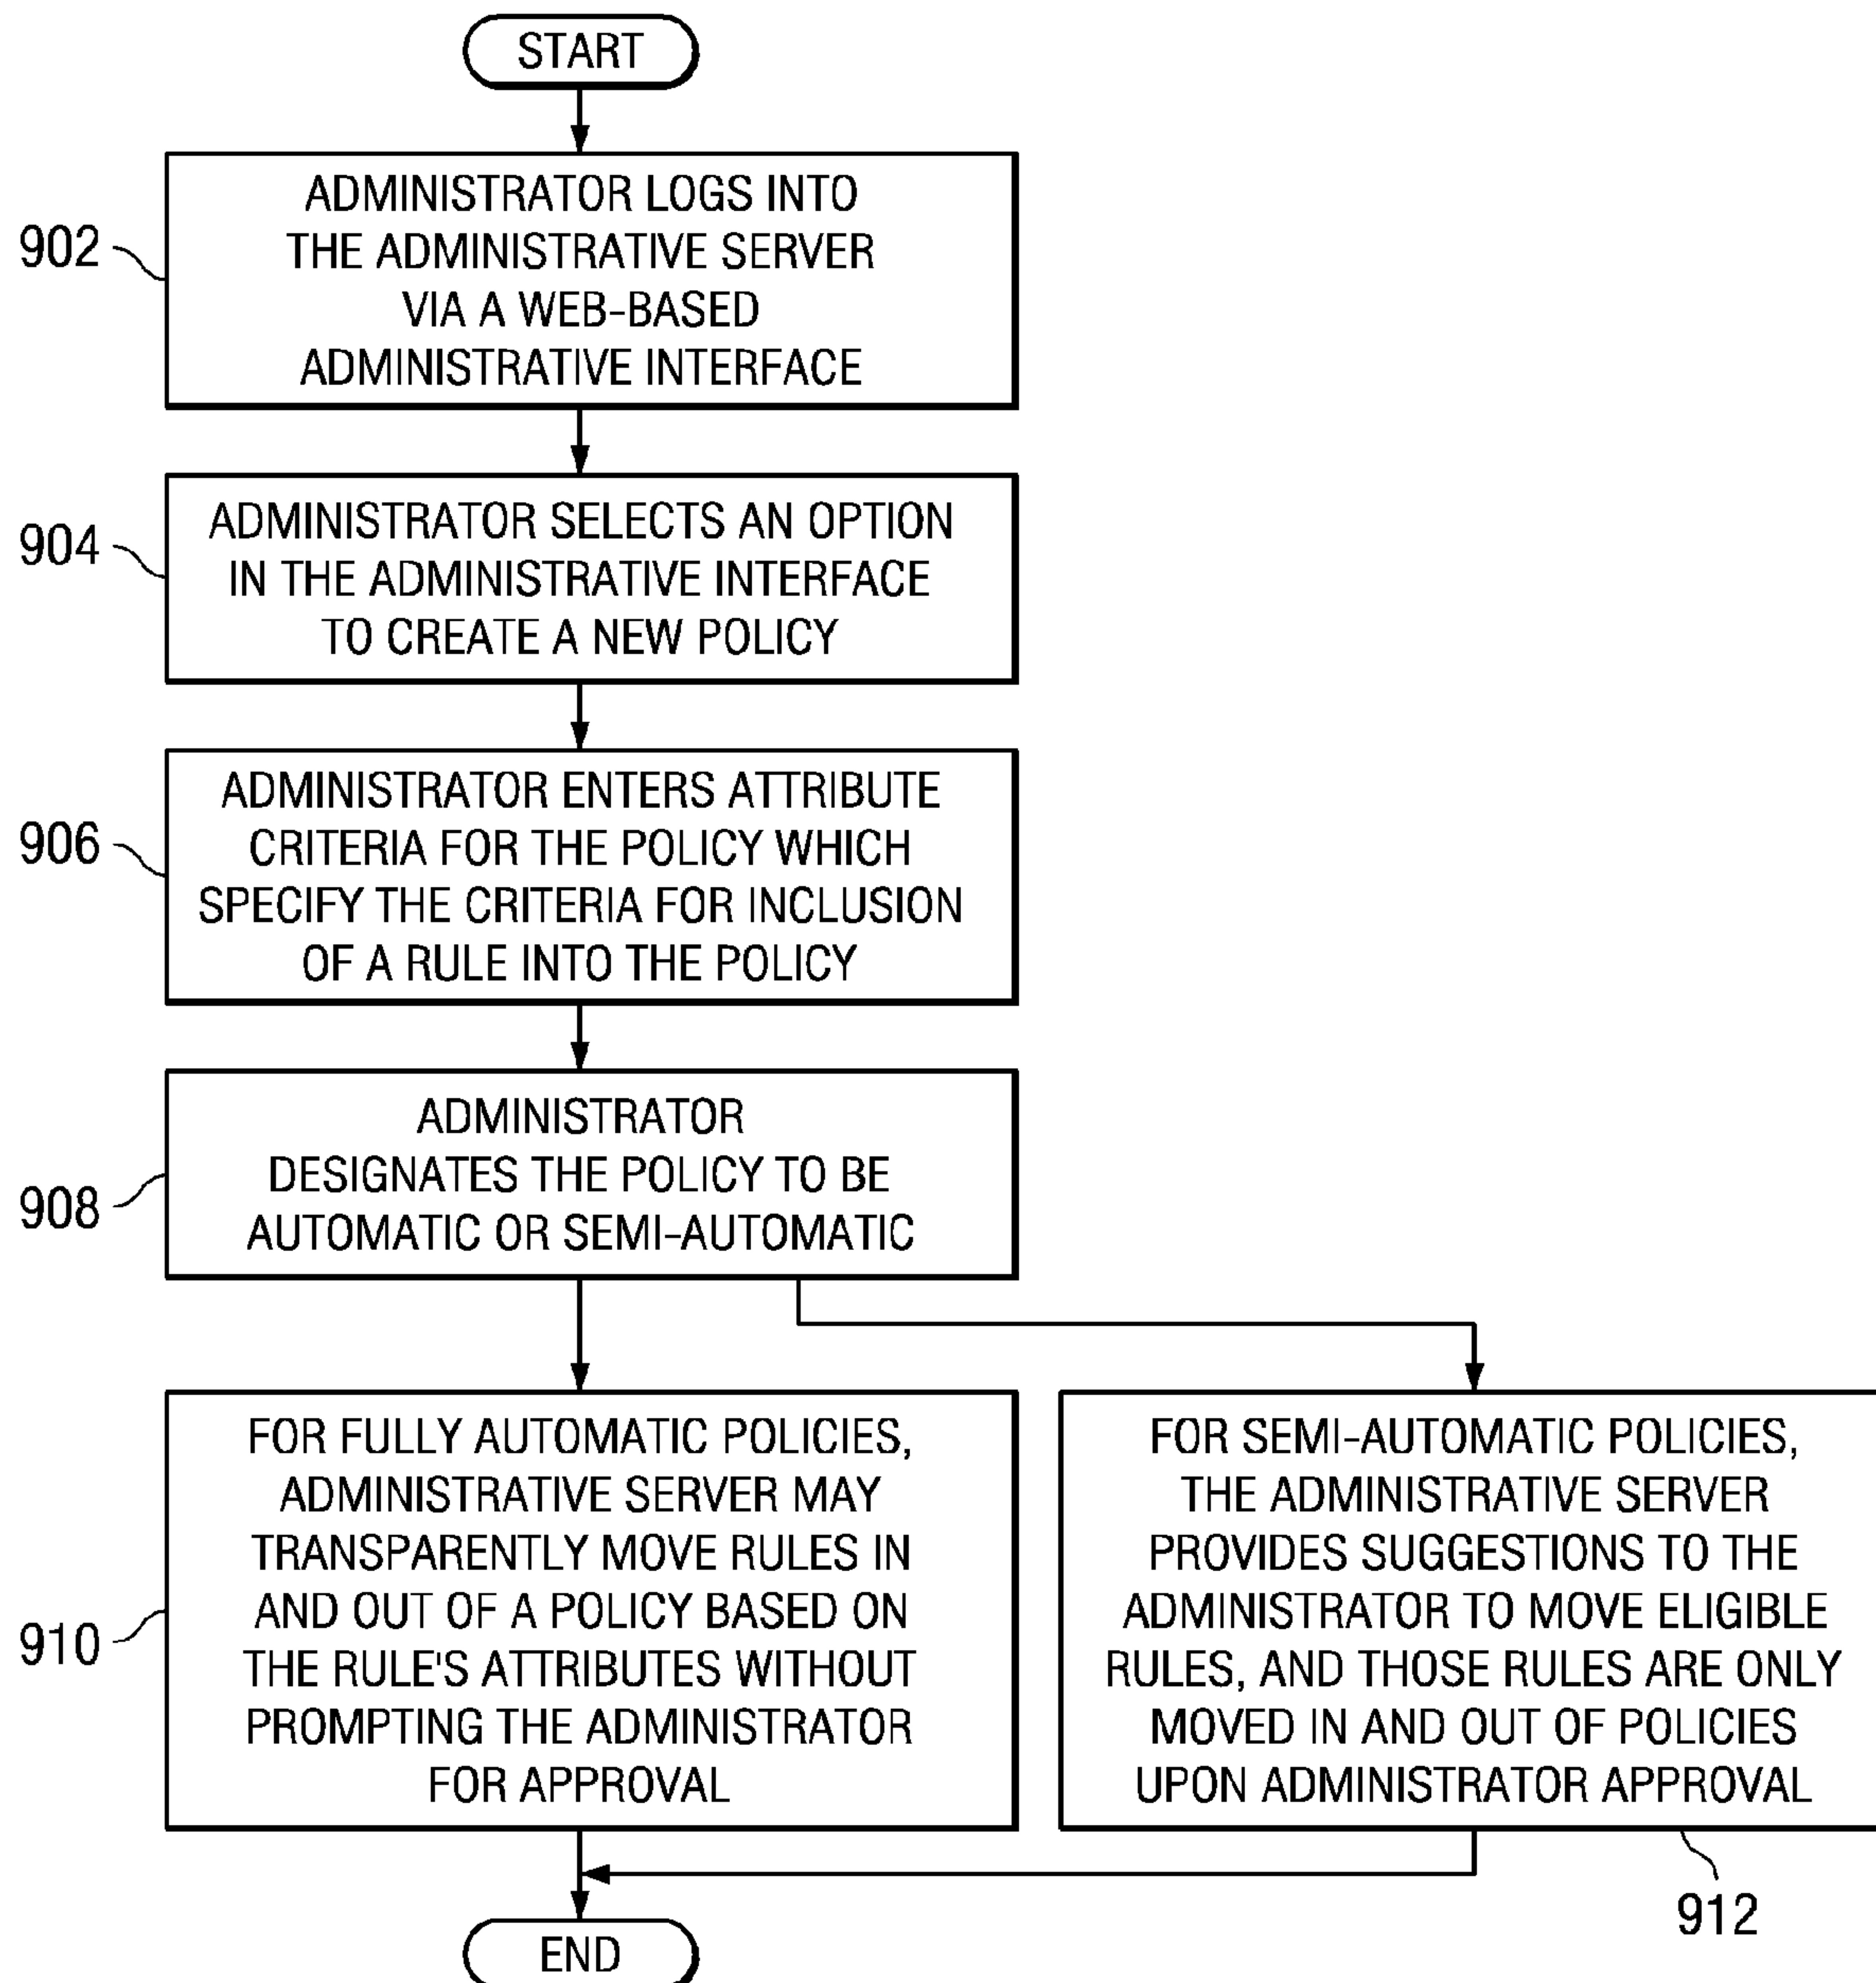 START
902
ADMINISTRATOR LOGS INTO
THE ADMINISTRATIVE SERVER
VIA A WEB-BASED
ADMINISTRATIVE INTERFACE
904
ADMINISTRATOR SELECTS AN OPTION
IN THE ADMINISTRATIVE INTERFACE
TO CREATE A NEW POLICY
906
ADMINISTRATOR ENTERS ATTRIBUTE
CRITERIA FOR THE POLICY WHICH
SPECIFY THE CRITERIA FOR INCLUSION
OF A RULE INTO THE POLICY
908
ADMINISTRATOR
DESIGNATES THE POLICY TO BE
AUTOMATIC OR SEMI-AUTOMATIC
910
FOR FULLY AUTOMATIC POLICIES,
ADMINISTRATIVE SERVER MAY
TRANSPARENTLY MOVE RULES IN
AND OUT OF A POLICY BASED ON
THE RULE'S ATTRIBUTES WITHOUT
PROMPTING THE ADMINISTRATOR
FOR APPROVAL
FOR SEMI-AUTOMATIC POLICIES,
THE ADMINISTRATIVE SERVER
PROVIDES SUGGESTIONS TO THE
ADMINISTRATOR TO MOVE ELIGIBLE
RULES, AND THOSE RULES ARE ONLY
MOVED IN AND OUT OF POLICIES
UPON ADMINISTRATOR APPROVAL
912
END